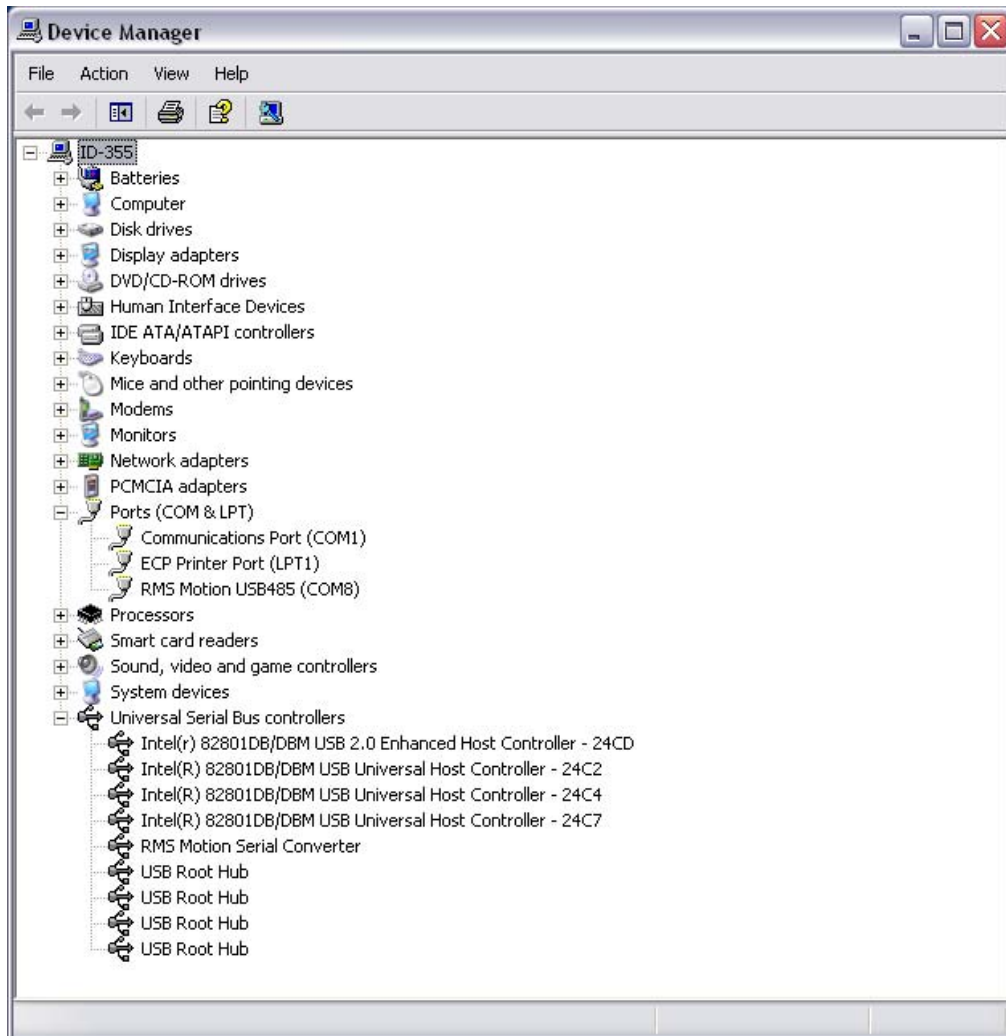 Device Manager
File Action View Help
ID-355
Batteries
Computer
Disk drives
Display adapters
DVD/CD-ROM drives
Human Interface Devices
IDE ATA/ATAPI controllers
Keyboards
Mice and other pointing devices
Modems
Monitors
Network adapters
PCMCIA adapters
Ports (COM & LPT)
Communications Port (COM1)
ECP Printer Port (LPT1)
RMS Motion USB485 (COM8)
Processors
Smart card readers
Sound, video and game controllers
System devices
Universal Serial Bus controllers
Intel(r) 82801DB/DBM USB 2.0 Enhanced Host Controller - 24CD
Intel(R) 82801DB/DBM USB Universal Host Controller - 24C2
Intel(R) 82801DB/DBM USB Universal Host Controller - 24C4
Intel(R) 82801DB/DBM USB Universal Host Controller - 24C7
RMS Motion Serial Converter
USB Root Hub
USB Root Hub
USB Root Hub
USB Root Hub